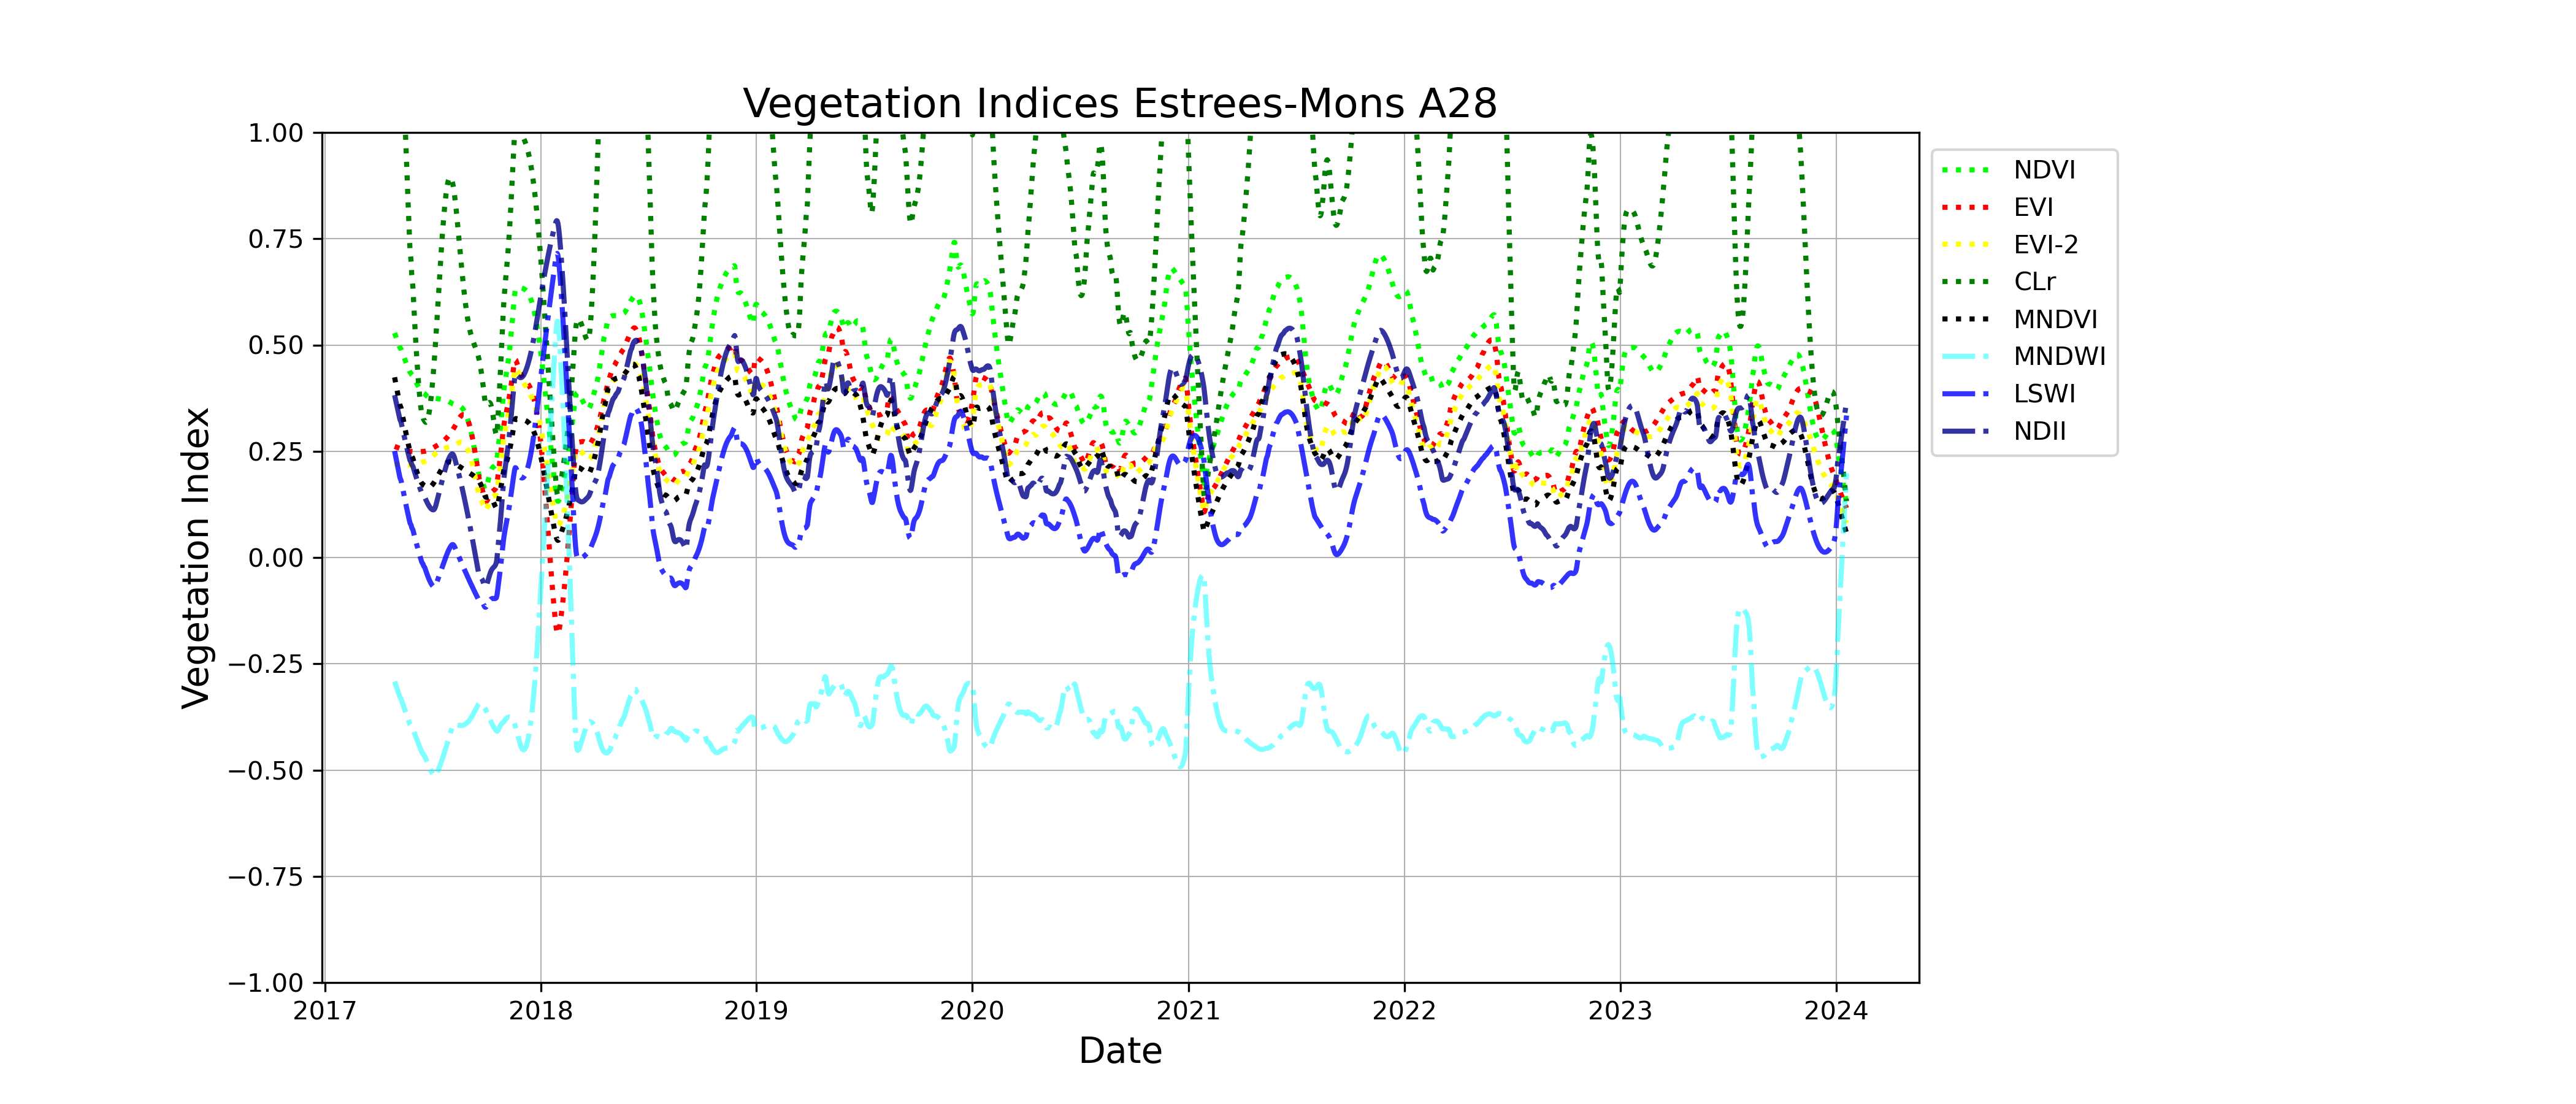 Vegetation Indices Estrees-Mons A28
1.00
0.75
0.50
0.25
0.00
−0.25
−0.50
−0.75
−1.00
Vegetation Index
2017 2018 2019 2020 2021 2022 2023 2024
Date
NDVI
EVI
EVI-2
CLr
MNDVI
MNDWI
LSWI
NDII